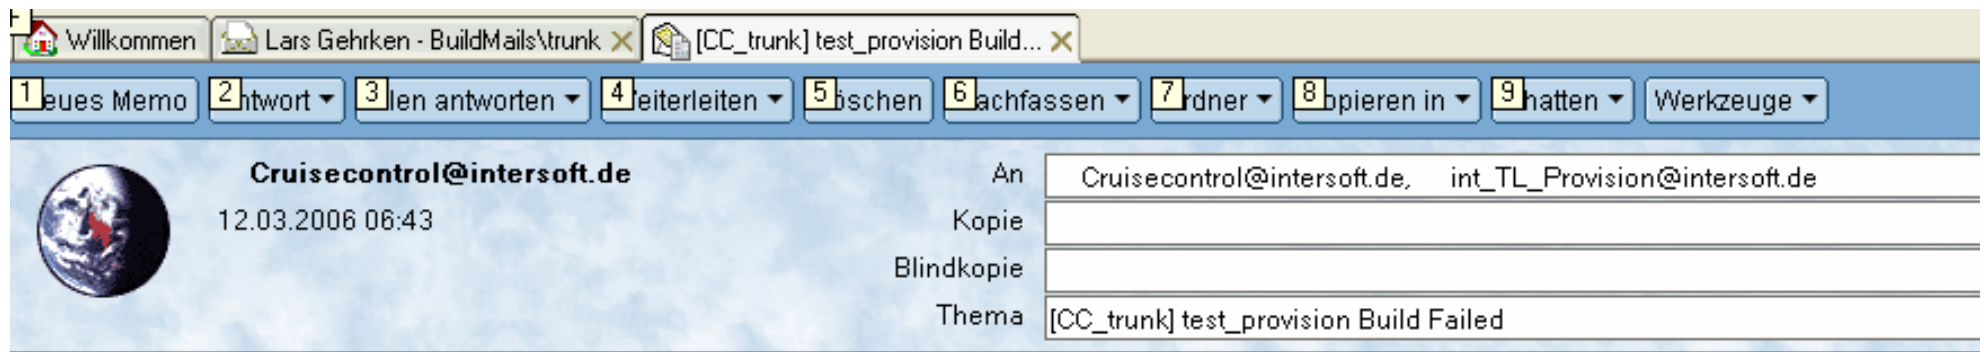 Willkommen Lars Gehrken - BuildMails\trunk [CC_trunk] test_provision Build...
1 eues Memo 2 ntwort 3 len antworten 4 eiterleiten 5 öschen 6 achfassen 7 rdner 8 opieren in 9 hatten Werkzeuge
Cruisecontrol@intersoft.de An Cruisecontrol@intersoft.de, int_TL_Provision@intersoft.de
12.03.2006 06:43 Kopie
Blindkopie
Thema [CC_trunk] test_provision Build Failed